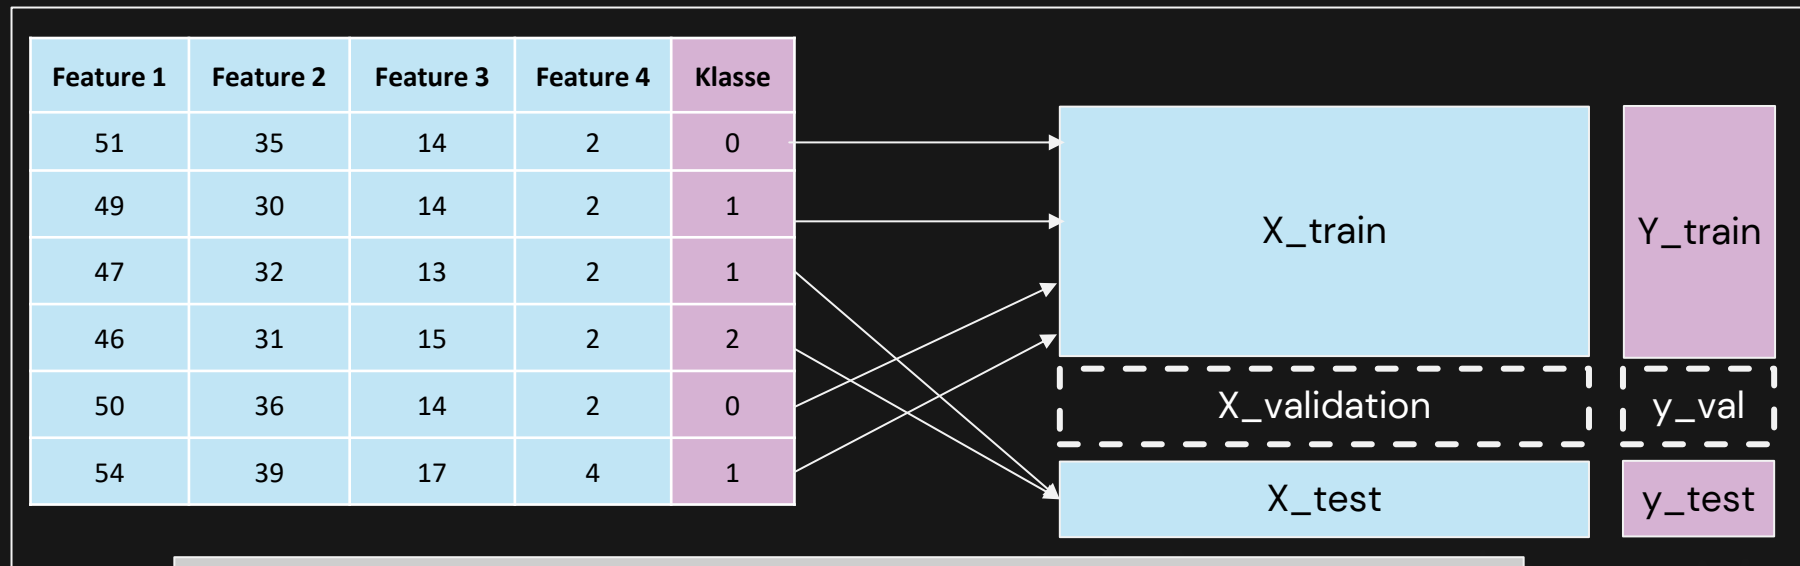 Feature 1 Feature 2 Feature 3 Feature 4 Klasse
51 35 14 2 0
49 30 14 2 1
47 32 13 2 1
46 31 15 2 2
50 36 14 2 0
54 39 17 4 1
X_train Y_train
X_validation y_val
X_test y_test